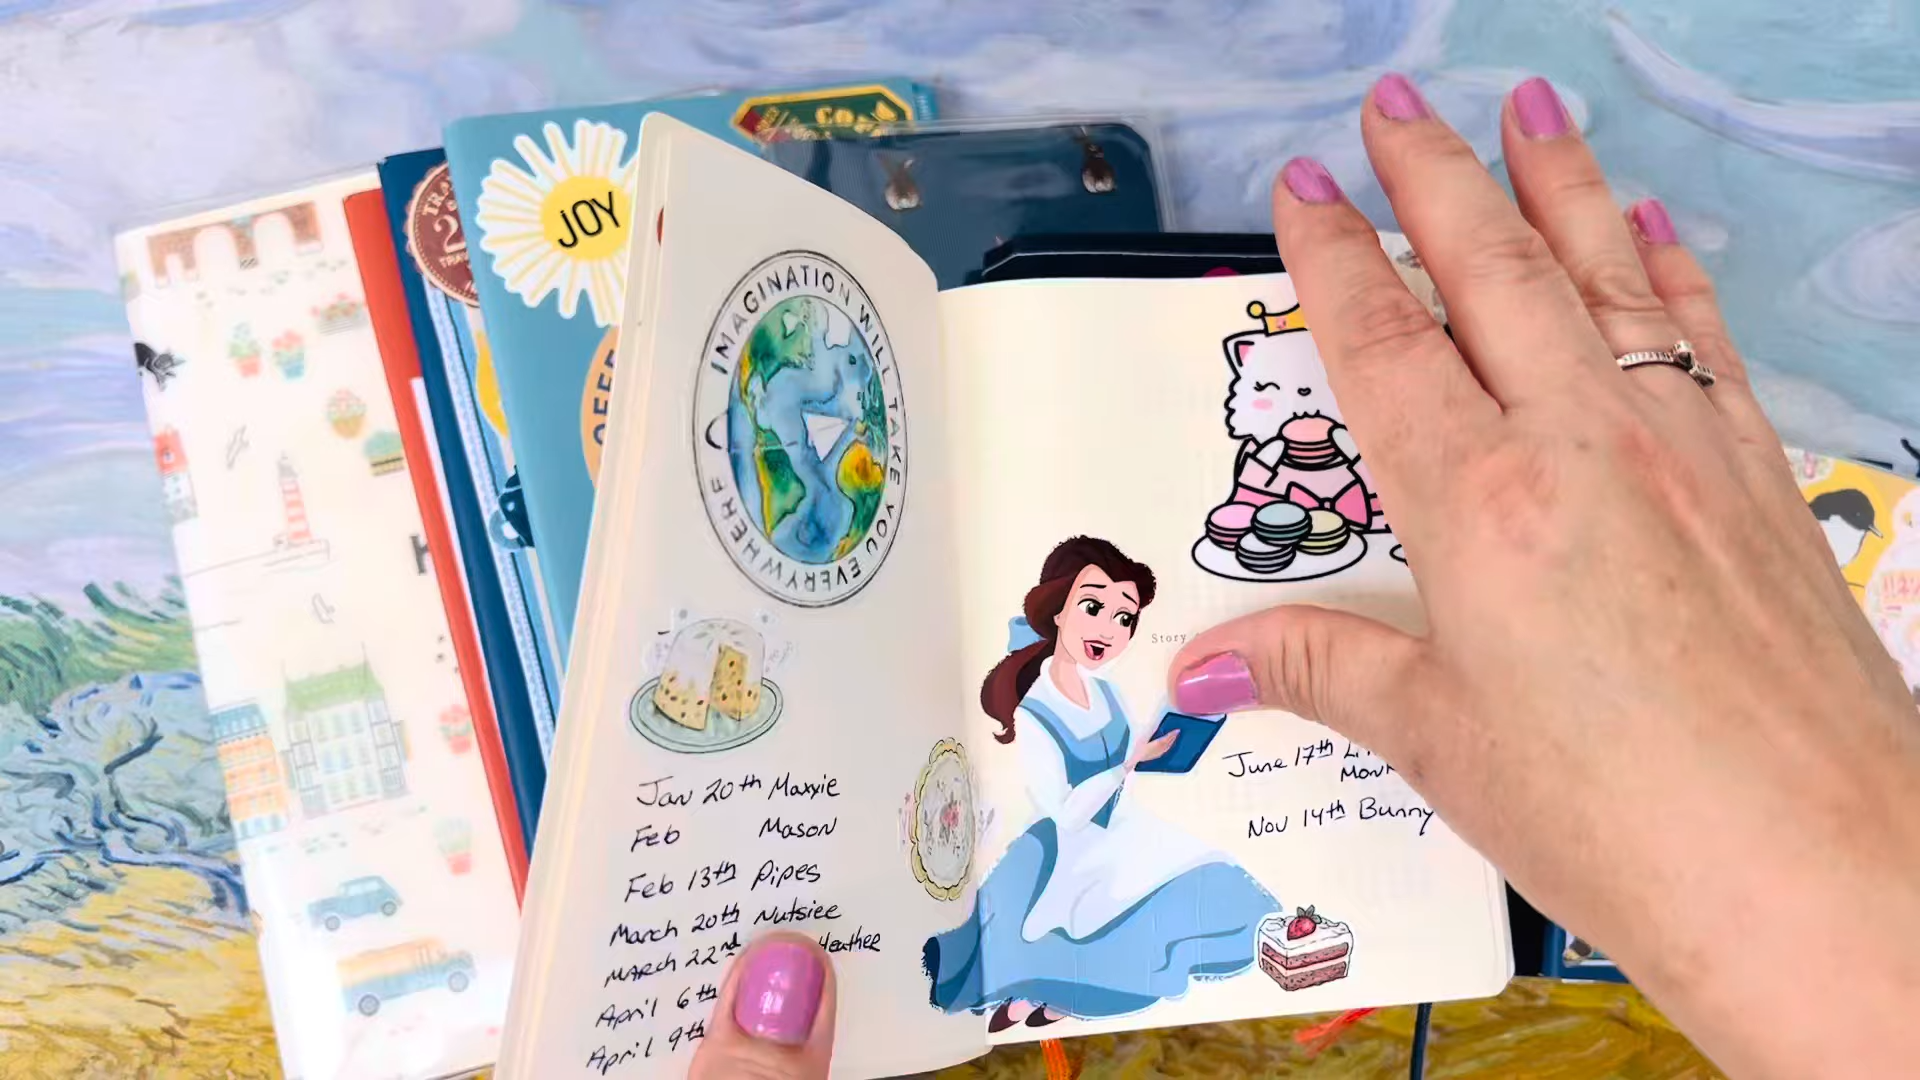 JOY
IMAGINATION WILL TAKE YOU EVERYWHERE
Story
Jan 20th Maxxie
Feb Mason
Feb 13th Pipes
March 20th Nutsiee
MARCH 22nd Heather
April 6th
April 9th
June 17th
Nov 14th Bunny